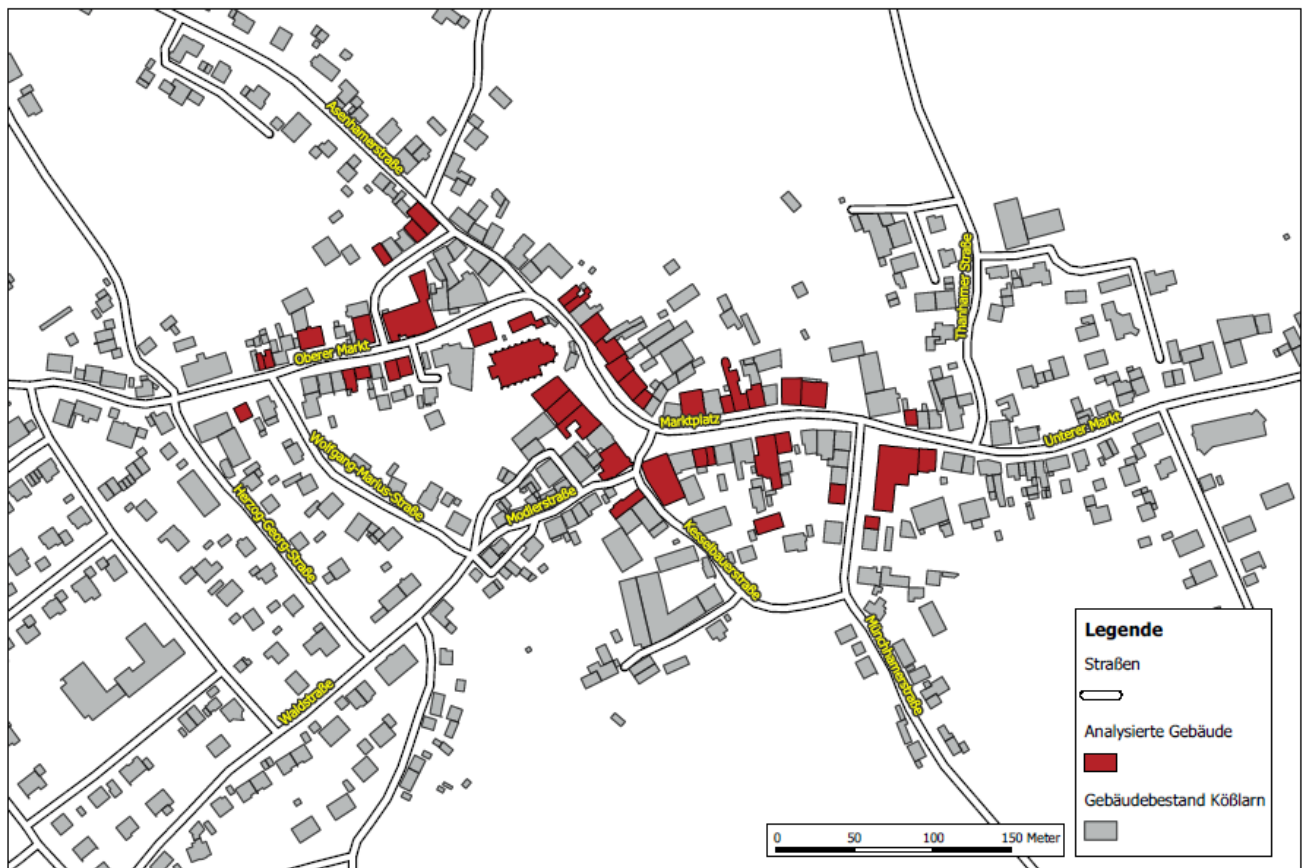 Asenhamerstraße
Thanhamer Straße
Oberer Markt
Marktplatz
Unterer Markt
Wolfgang-Marius-Straße
Modlerstraße
Herzog-Georg-Straße
Kesselbauerstraße
Münchhamerstraße
Waldstraße
Legende
Straßen
Analysierte Gebäude
Gebäudebestand Kößlarn
0 50 100 150 Meter